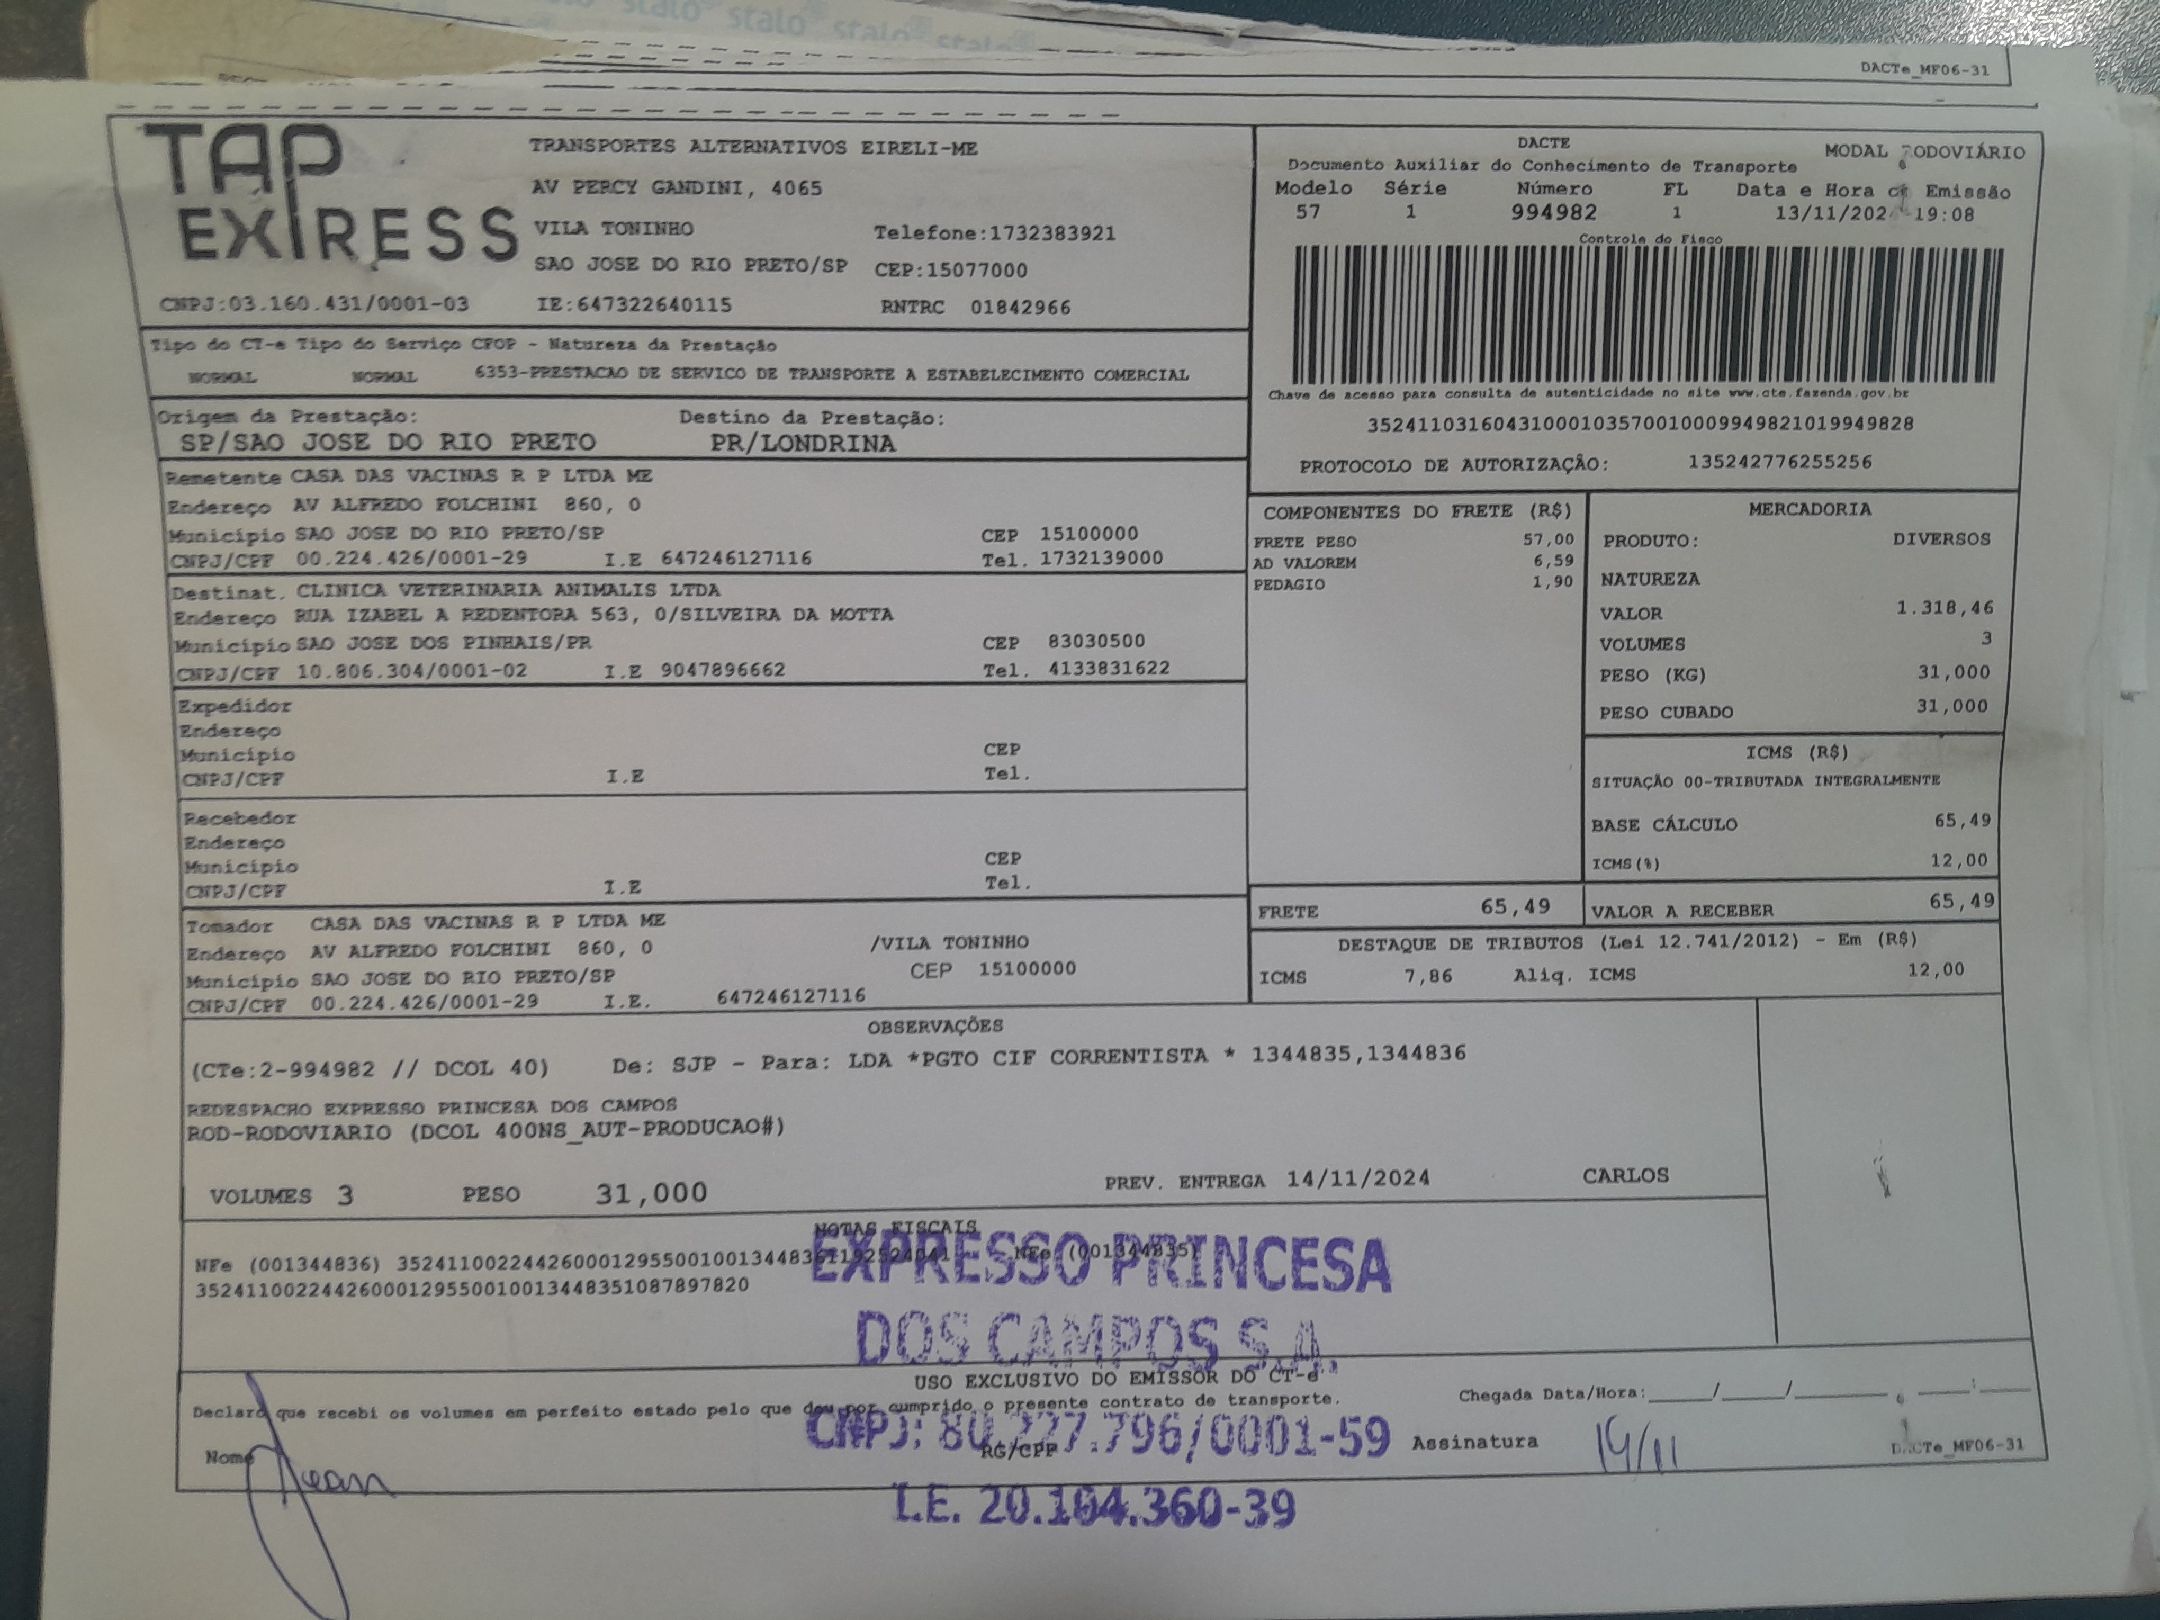 stalo stalo stalo
DACTe_MF06-31
TAP EXPRESS
TRANSPORTES ALTERNATIVOS EIRELI-ME
AV PERCY GANDINI, 4065
VILA TONINHO Telefone:1732383921
SAO JOSE DO RIO PRETO/SP CEP:15077000
CNPJ:03.160.431/0001-03 IE:647322640115 RNTRC 01842966
DACTE MODAL RODOVIÁRIO
Documento Auxiliar do Conhecimento de Transporte
Modelo Série Número FL Data e Hora de Emissão
57 1 994982 1 13/11/202 19:08
Controle do Fisco
Chave de acesso para consulta de autenticidade no site www.cte.fazenda.gov.br
35241103160431000103570010009949821019949828
PROTOCOLO DE AUTORIZAÇÃO: 135242776255256
Tipo do CT-e Tipo do Serviço CFOP - Natureza da Prestação
NORMAL NORMAL 6353-PRESTACAO DE SERVICO DE TRANSPORTE A ESTABELECIMENTO COMERCIAL
Origem da Prestação: Destino da Prestação:
SP/SAO JOSE DO RIO PRETO PR/LONDRINA
Remetente CASA DAS VACINAS R P LTDA ME
Endereço AV ALFREDO FOLCHINI 860, 0
Município SAO JOSE DO RIO PRETO/SP CEP 15100000
CNPJ/CPF 00.224.426/0001-29 I.E 647246127116 Tel. 1732139000
Destinat. CLINICA VETERINARIA ANIMALIS LTDA
Endereço RUA IZABEL A REDENTORA 563, 0/SILVEIRA DA MOTTA
Município SAO JOSE DOS PINHAIS/PR CEP 83030500
CNPJ/CPF 10.806.304/0001-02 I.E 9047896662 Tel. 4133831622
Expedidor
Endereço
Município CEP
CNPJ/CPF I.E Tel.
Recebedor
Endereço
Município CEP
CNPJ/CPF I.E Tel.
Tomador CASA DAS VACINAS R P LTDA ME
Endereço AV ALFREDO FOLCHINI 860, 0 /VILA TONINHO
Município SAO JOSE DO RIO PRETO/SP CEP 15100000
CNPJ/CPF 00.224.426/0001-29 I.E. 647246127116
COMPONENTES DO FRETE (R$)
FRETE PESO 57,00
AD VALOREM 6,59
PEDAGIO 1,90
FRETE 65,49
MERCADORIA
PRODUTO: DIVERSOS
NATUREZA
VALOR 1.318,46
VOLUMES 3
PESO (KG) 31,000
PESO CUBADO 31,000
ICMS (R$)
SITUAÇÃO 00-TRIBUTADA INTEGRALMENTE
BASE CÁLCULO 65,49
ICMS(%) 12,00
VALOR A RECEBER 65,49
DESTAQUE DE TRIBUTOS (Lei 12.741/2012) - Em (R$)
ICMS 7,86 Aliq. ICMS 12,00
OBSERVAÇÕES
(CTe:2-994982 // DCOL 40) De: SJP - Para: LDA *PGTO CIF CORRENTISTA * 1344835,1344836
REDESPACHO EXPRESSO PRINCESA DOS CAMPOS
ROD-RODOVIARIO (DCOL 400NS_AUT-PRODUCAO#)
VOLUMES 3 PESO 31,000 PREV. ENTREGA 14/11/2024 CARLOS
NOTAS FISCAIS
NFe (001344836) 35241100224426000129550010013448361192524041 NFe (001344835)
35241100224426000129550010013448351087897820
EXPRESSO PRINCESA
DOS CAMPOS S.A.
CNPJ: 80.227.796/0001-59
I.E. 20.104.360-39
USO EXCLUSIVO DO EMISSOR DO CT-e
Declaro que recebi os volumes em perfeito estado pelo que dou por cumprido o presente contrato de transporte.
Chegada Data/Hora:____/____/________ ____:____
Nome Jean RG/CPF Assinatura 14/11
DACTe_MF06-31